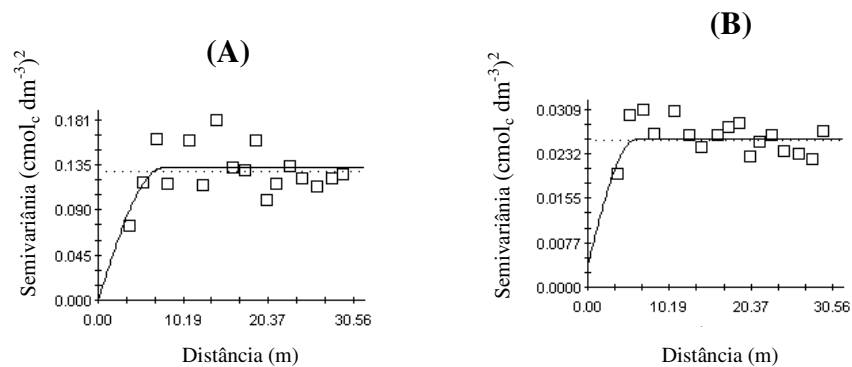 (A)
Semivariânia (cmolc dm-3)2
0.181
0.135
0.090
0.045
0.000
0.00 10.19 20.37 30.56
Distância (m)
(B)
Semivariânia (cmolc dm-3)2
0.0309
0.0232
0.0155
0.0077
0.0000
0.00 10.19 20.37 30.56
Distância (m)